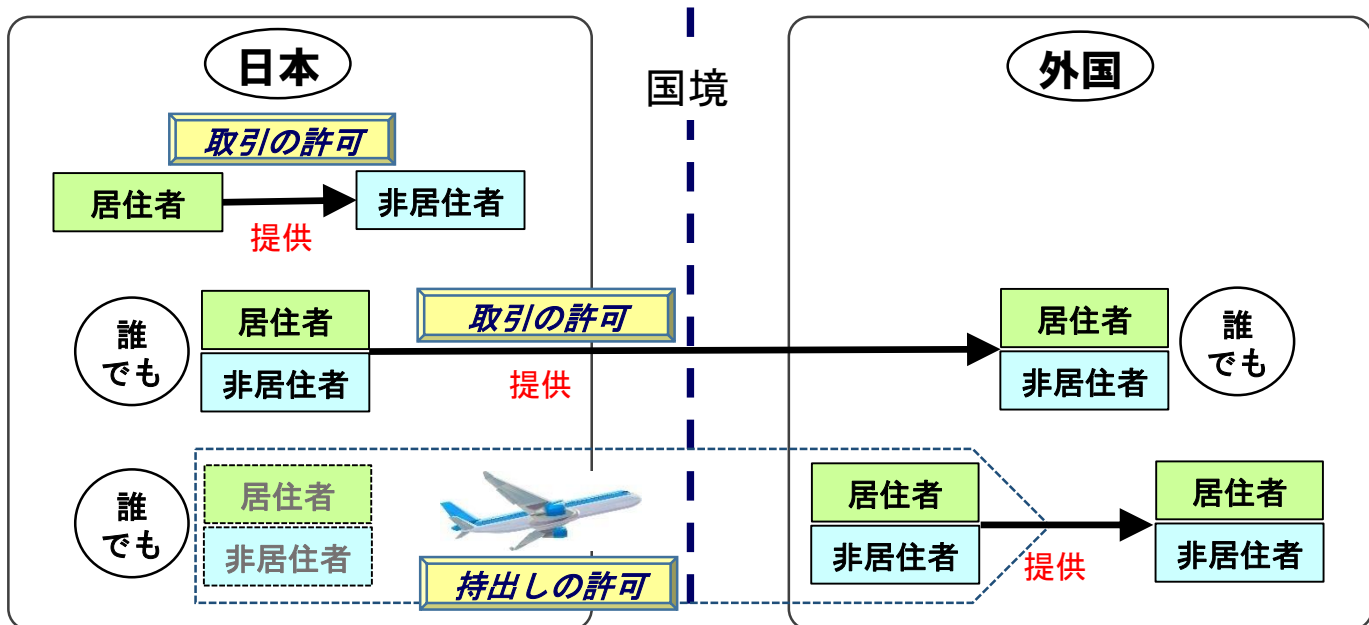 日本
国境
外国
取引の許可
居住者
非居住者
提供
誰
でも
居住者
非居住者
取引の許可
提供
居住者
非居住者
誰
でも
誰
でも
居住者
非居住者
持出しの許可
居住者
非居住者
提供
居住者
非居住者